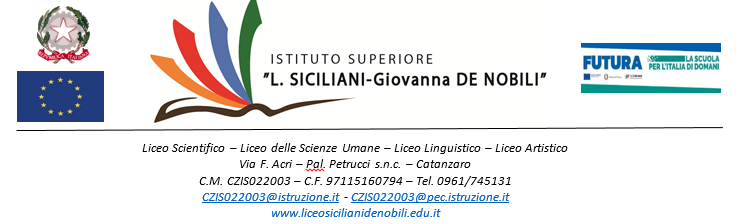 ISTITUTO SUPERIORE
"L. SICILIANI-Giovanna DE NOBILI"
FUTURA
LA SCUOLA
PER L'ITALIA DI DOMANI
Liceo Scientifico – Liceo delle Scienze Umane – Liceo Linguistico – Liceo Artistico
Via F. Acri – Pal. Petrucci s.n.c. – Catanzaro
C.M. CZIS022003 – C.F. 97115160794 – Tel. 0961/745131
CZIS022003@istruzione.it - CZIS022003@pec.istruzione.it
www.liceosicilianidenobili.edu.it